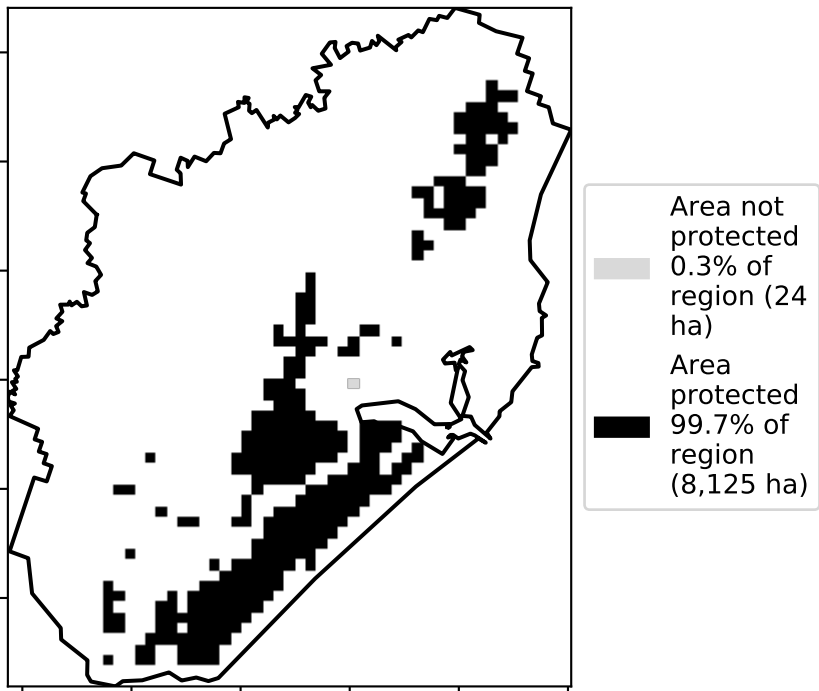 Area not
protected
0.3% of
region (24
ha)
Area
protected
99.7% of
region
(8,125 ha)